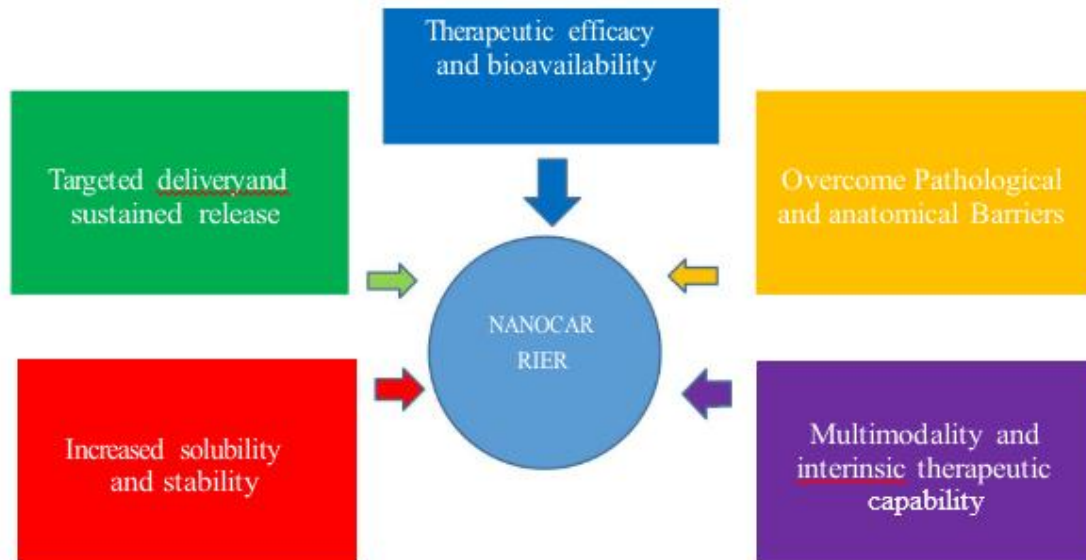 Therapeutic efficacy
and bioavailability
Targeted deliveryand
sustained release
Overcome Pathological
and anatomical Barriers
NANOCAR
RIER
Increased solubility
and stability
Multimodality and
interinsic therapeutic
capability